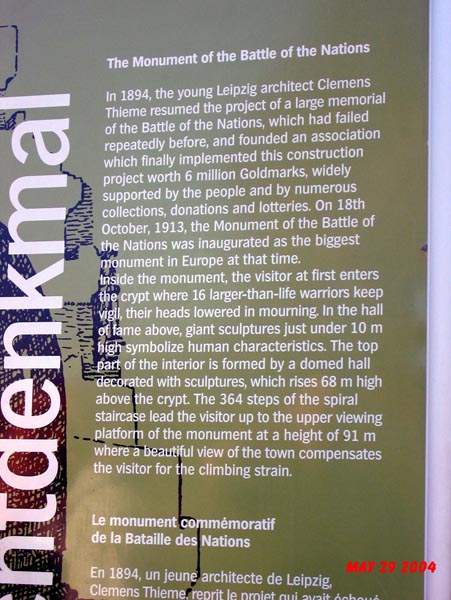 ntdenkmal
The Monument of the Battle of the Nations
In 1894, the young Leipzig architect Clemens
Thieme resumed the project of a large memorial
of the Battle of the Nations, which had failed
repeatedly before, and founded an association
which finally implemented this construction
project worth 6 million Goldmarks, widely
supported by the people and by numerous
collections, donations and lotteries. On 18th
October, 1913, the Monument of the Battle of
the Nations was inaugurated as the biggest
monument in Europe at that time.
Inside the monument, the visitor at first enters
the crypt where 16 larger-than-life warriors keep
vigil, their heads lowered in mourning. In the hall
of fame above, giant sculptures just under 10 m
high symbolize human characteristics. The top
part of the interior is formed by a domed hall
decorated with sculptures, which rises 68 m high
above the crypt. The 364 steps of the spiral
staircase lead the visitor up to the upper viewing
platform of the monument at a height of 91 m
where a beautiful view of the town compensates
the visitor for the climbing strain.
Le monument commémoratif
de la Bataille des Nations
En 1894, un jeune architecte de Leipzig,
Clemens Thieme, reprit le projet qui avait échoué
MAY 29 2004